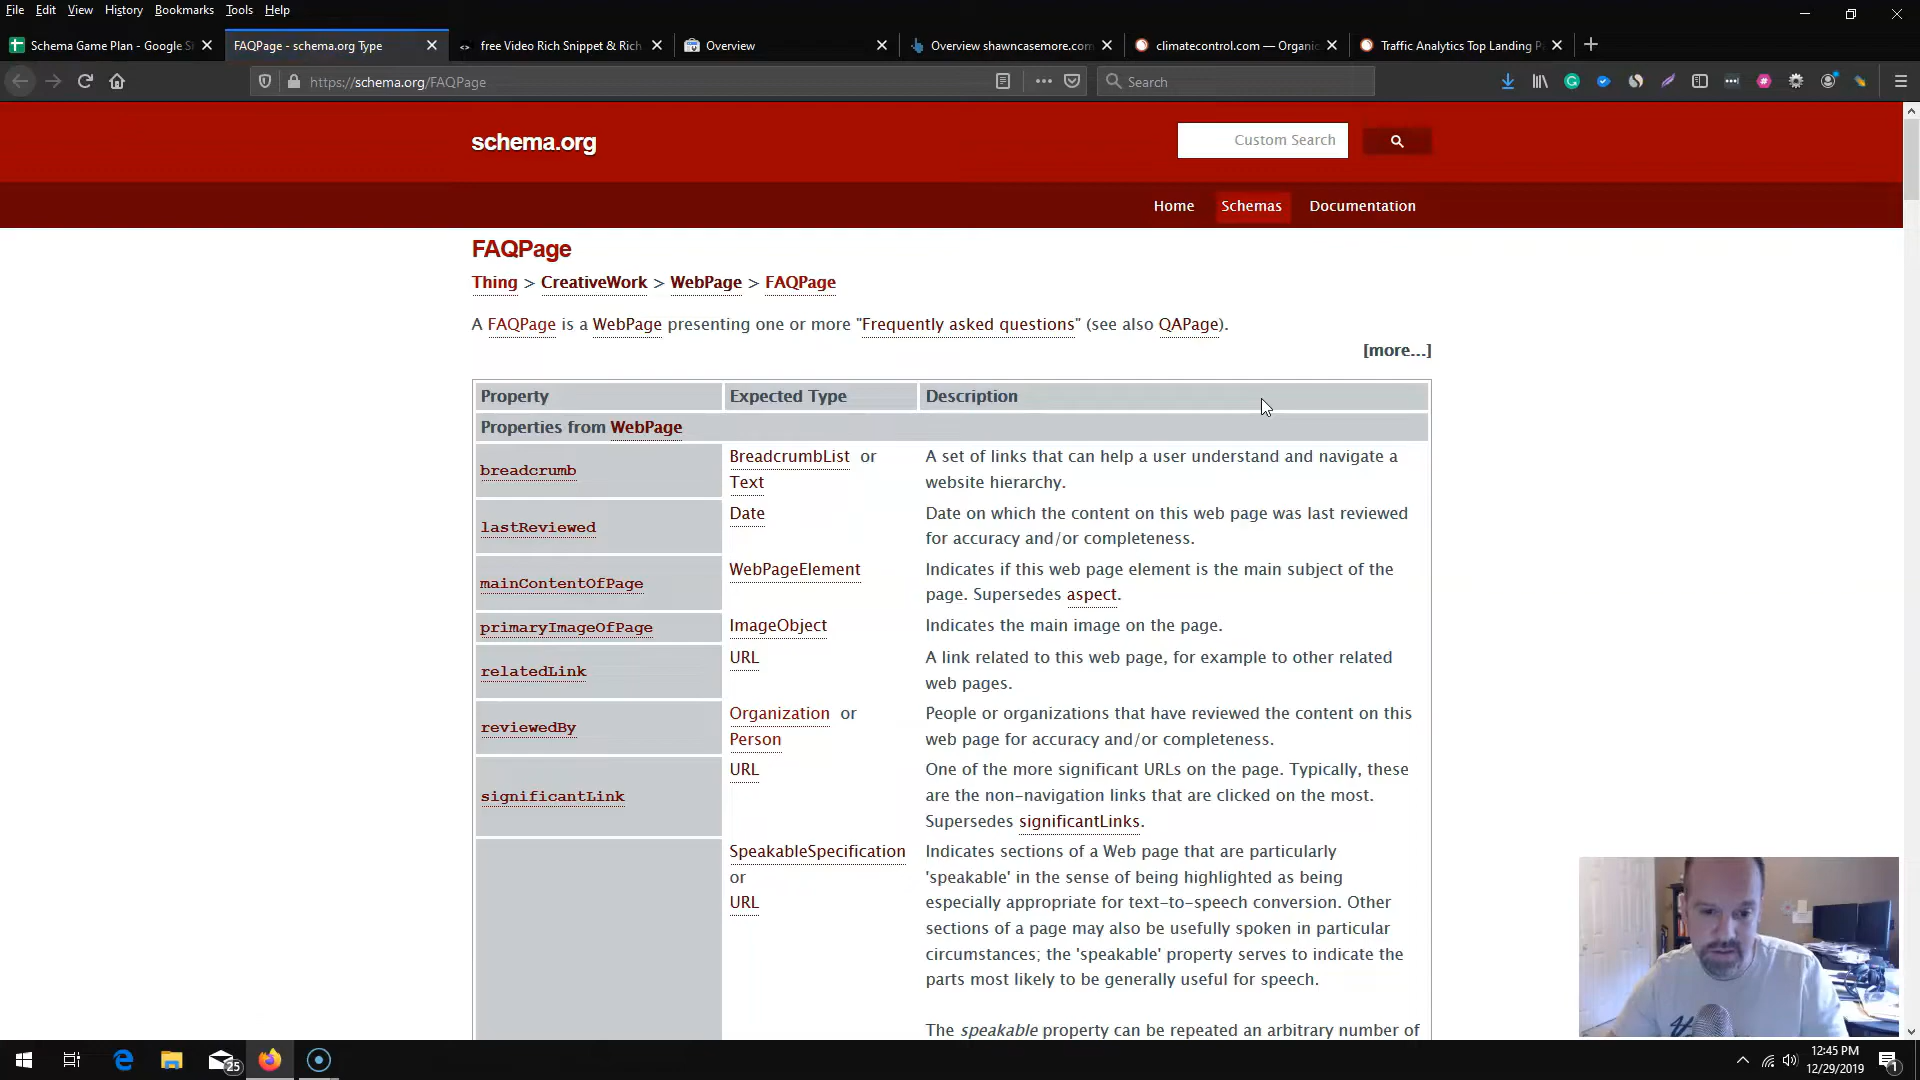 File Edit View History Bookmarks Tools Help
Schema Game Plan - Google S
FAQPage - schema.org Type
free Video Rich Snippet & Rich
Overview
Overview shawncasemore.com
climatecontrol.com — Organi
Traffic Analytics Top Landing P
https://schema.org/FAQPage
Search
schema.org
Custom Search
Home Schemas Documentation
FAQPage
Thing > CreativeWork > WebPage > FAQPage
A FAQPage is a WebPage presenting one or more "Frequently asked questions" (see also QAPage).
[more...]
Property Expected Type Description
Properties from WebPage
breadcrumb
BreadcrumbList or
Text
A set of links that can help a user understand and navigate a
website hierarchy.
lastReviewed
Date
Date on which the content on this web page was last reviewed
for accuracy and/or completeness.
mainContentOfPage
WebPageElement
Indicates if this web page element is the main subject of the
page. Supersedes aspect.
primaryImageOfPage
ImageObject
Indicates the main image on the page.
relatedLink
URL
A link related to this web page, for example to other related
web pages.
reviewedBy
Organization or
Person
People or organizations that have reviewed the content on this
web page for accuracy and/or completeness.
significantLink
URL
One of the more significant URLs on the page. Typically, these
are the non-navigation links that are clicked on the most.
Supersedes significantLinks.
SpeakableSpecification
or
URL
Indicates sections of a Web page that are particularly
'speakable' in the sense of being highlighted as being
especially appropriate for text-to-speech conversion. Other
sections of a page may also be usefully spoken in particular
circumstances; the 'speakable' property serves to indicate the
parts most likely to be generally useful for speech.
The speakable property can be repeated an arbitrary number of
25
12:45 PM
12/29/2019
1